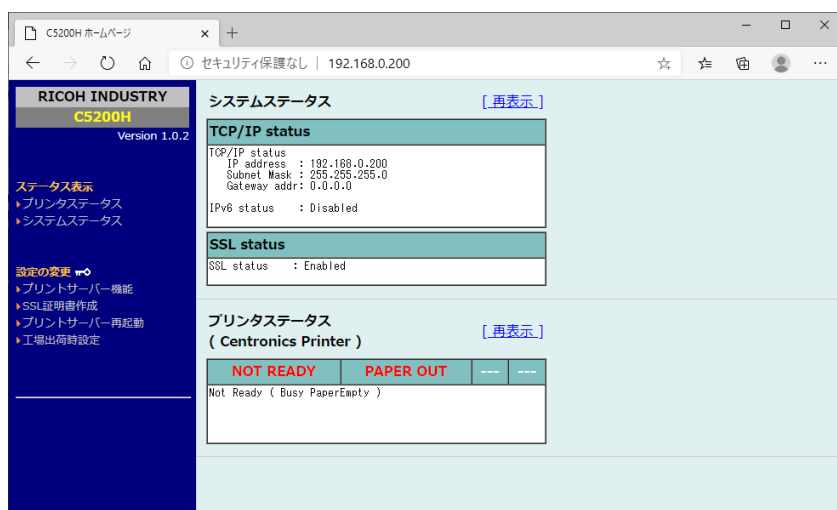 C5200H ホームページ
セキュリティ保護なし | 192.168.0.200
RICOH INDUSTRY
C5200H
Version 1.0.2
ステータス表示
プリンタステータス
システムステータス
設定の変更
プリントサーバー機能
SSL証明書作成
プリントサーバー再起動
工場出荷時設定
システムステータス [ 再表示 ]
TCP/IP status
TCP/IP status
IP address : 192.168.0.200
Subnet Mask : 255.255.255.0
Gateway addr: 0.0.0.0
IPv6 status : Disabled
SSL status
SSL status : Enabled
プリンタステータス
( Centronics Printer ) [ 再表示 ]
NOT READY PAPER OUT --- ---
Not Ready ( Busy PaperEmpty )